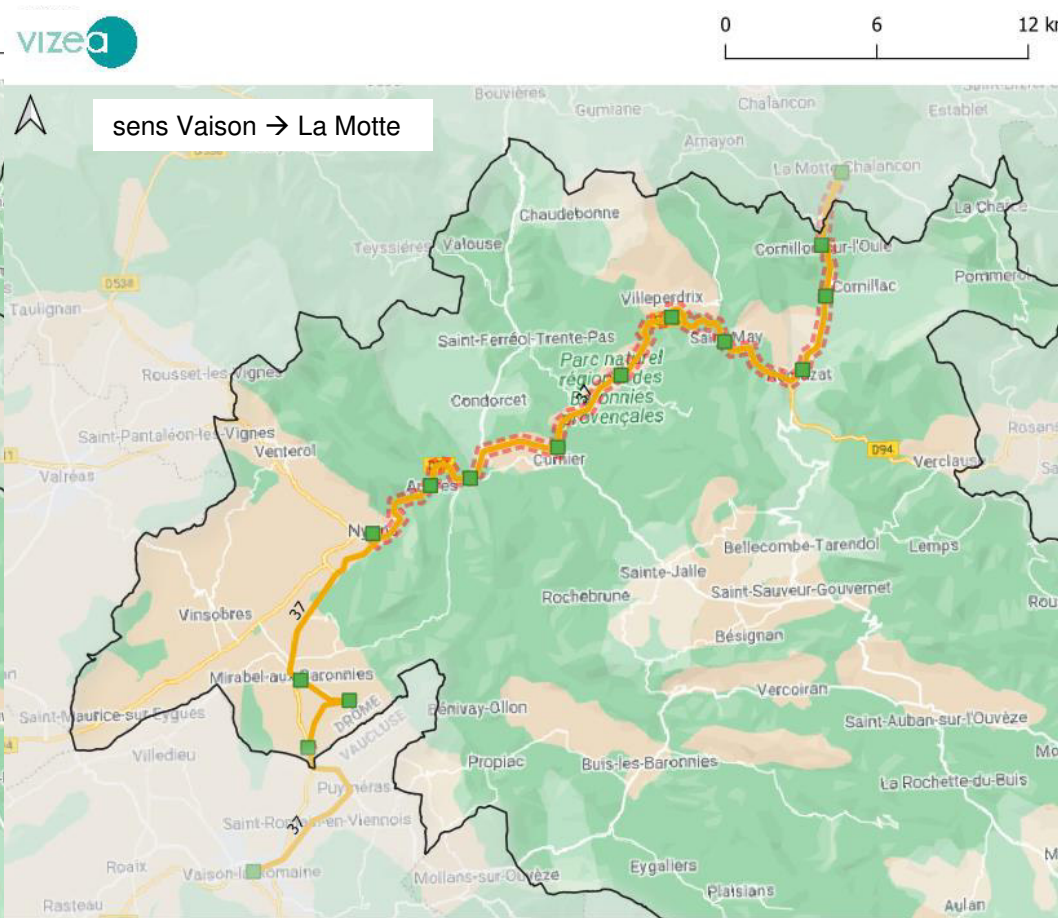 vizea
0 6 12 km
sens Vaison → La Motte
Bouvières
Gumiane
Chalancon
Establet
Arnayon
La Motte-Chalancon
La Charce
Chaudebonne
Teyssières
Valouse
Cornillon-sur-l'Oule
Pommerol
D538
Cornillac
Taulignan
Villeperdrix
Saint-Ferréol-Trente-Pas
Saint-May
Parc naturel
régional des
Baronnies
provençales
Rousset-les-Vignes
Condorcet
37
Rémuzat
Rosans
Saint-Pantaléon-les-Vignes
Venterol
D94
Verclause
Curnier
Valréas
Nyons
Bellecombe-Tarendol
Lemps
Sainte-Jalle
Rochebrune
Saint-Sauveur-Gouvernet
Vinsobres
37
Bésignan
Mirabel-aux-Baronnies
Vercoiran
Saint-Maurice-sur-Eygues
DRÔME
VAUCLUSE
Bénivay-Ollon
Saint-Auban-sur-l'Ouvèze
Villedieu
Propiac
Buis-les-Baronnies
Puyméras
La Rochette-du-Buis
Saint-Romain-en-Viennois
37
Roaix
Vaison-la-Romaine
Mollans-sur-Ouvèze
Eygaliers
Plaisians
Rasteau
Aulan